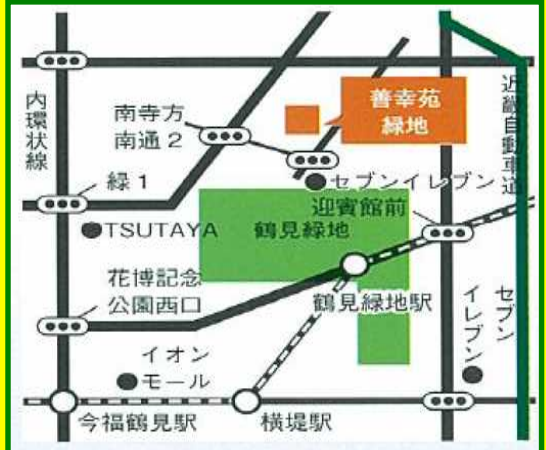 内環状線
南寺方
南通2
善幸苑
緑地
近畿自動車道
緑1
セブンイレブン
迎賓館前
TSUTAYA
鶴見緑地
花博記念
公園西口
鶴見緑地駅
セブン
イレブン
イオン
モール
今福鶴見駅
横堤駅